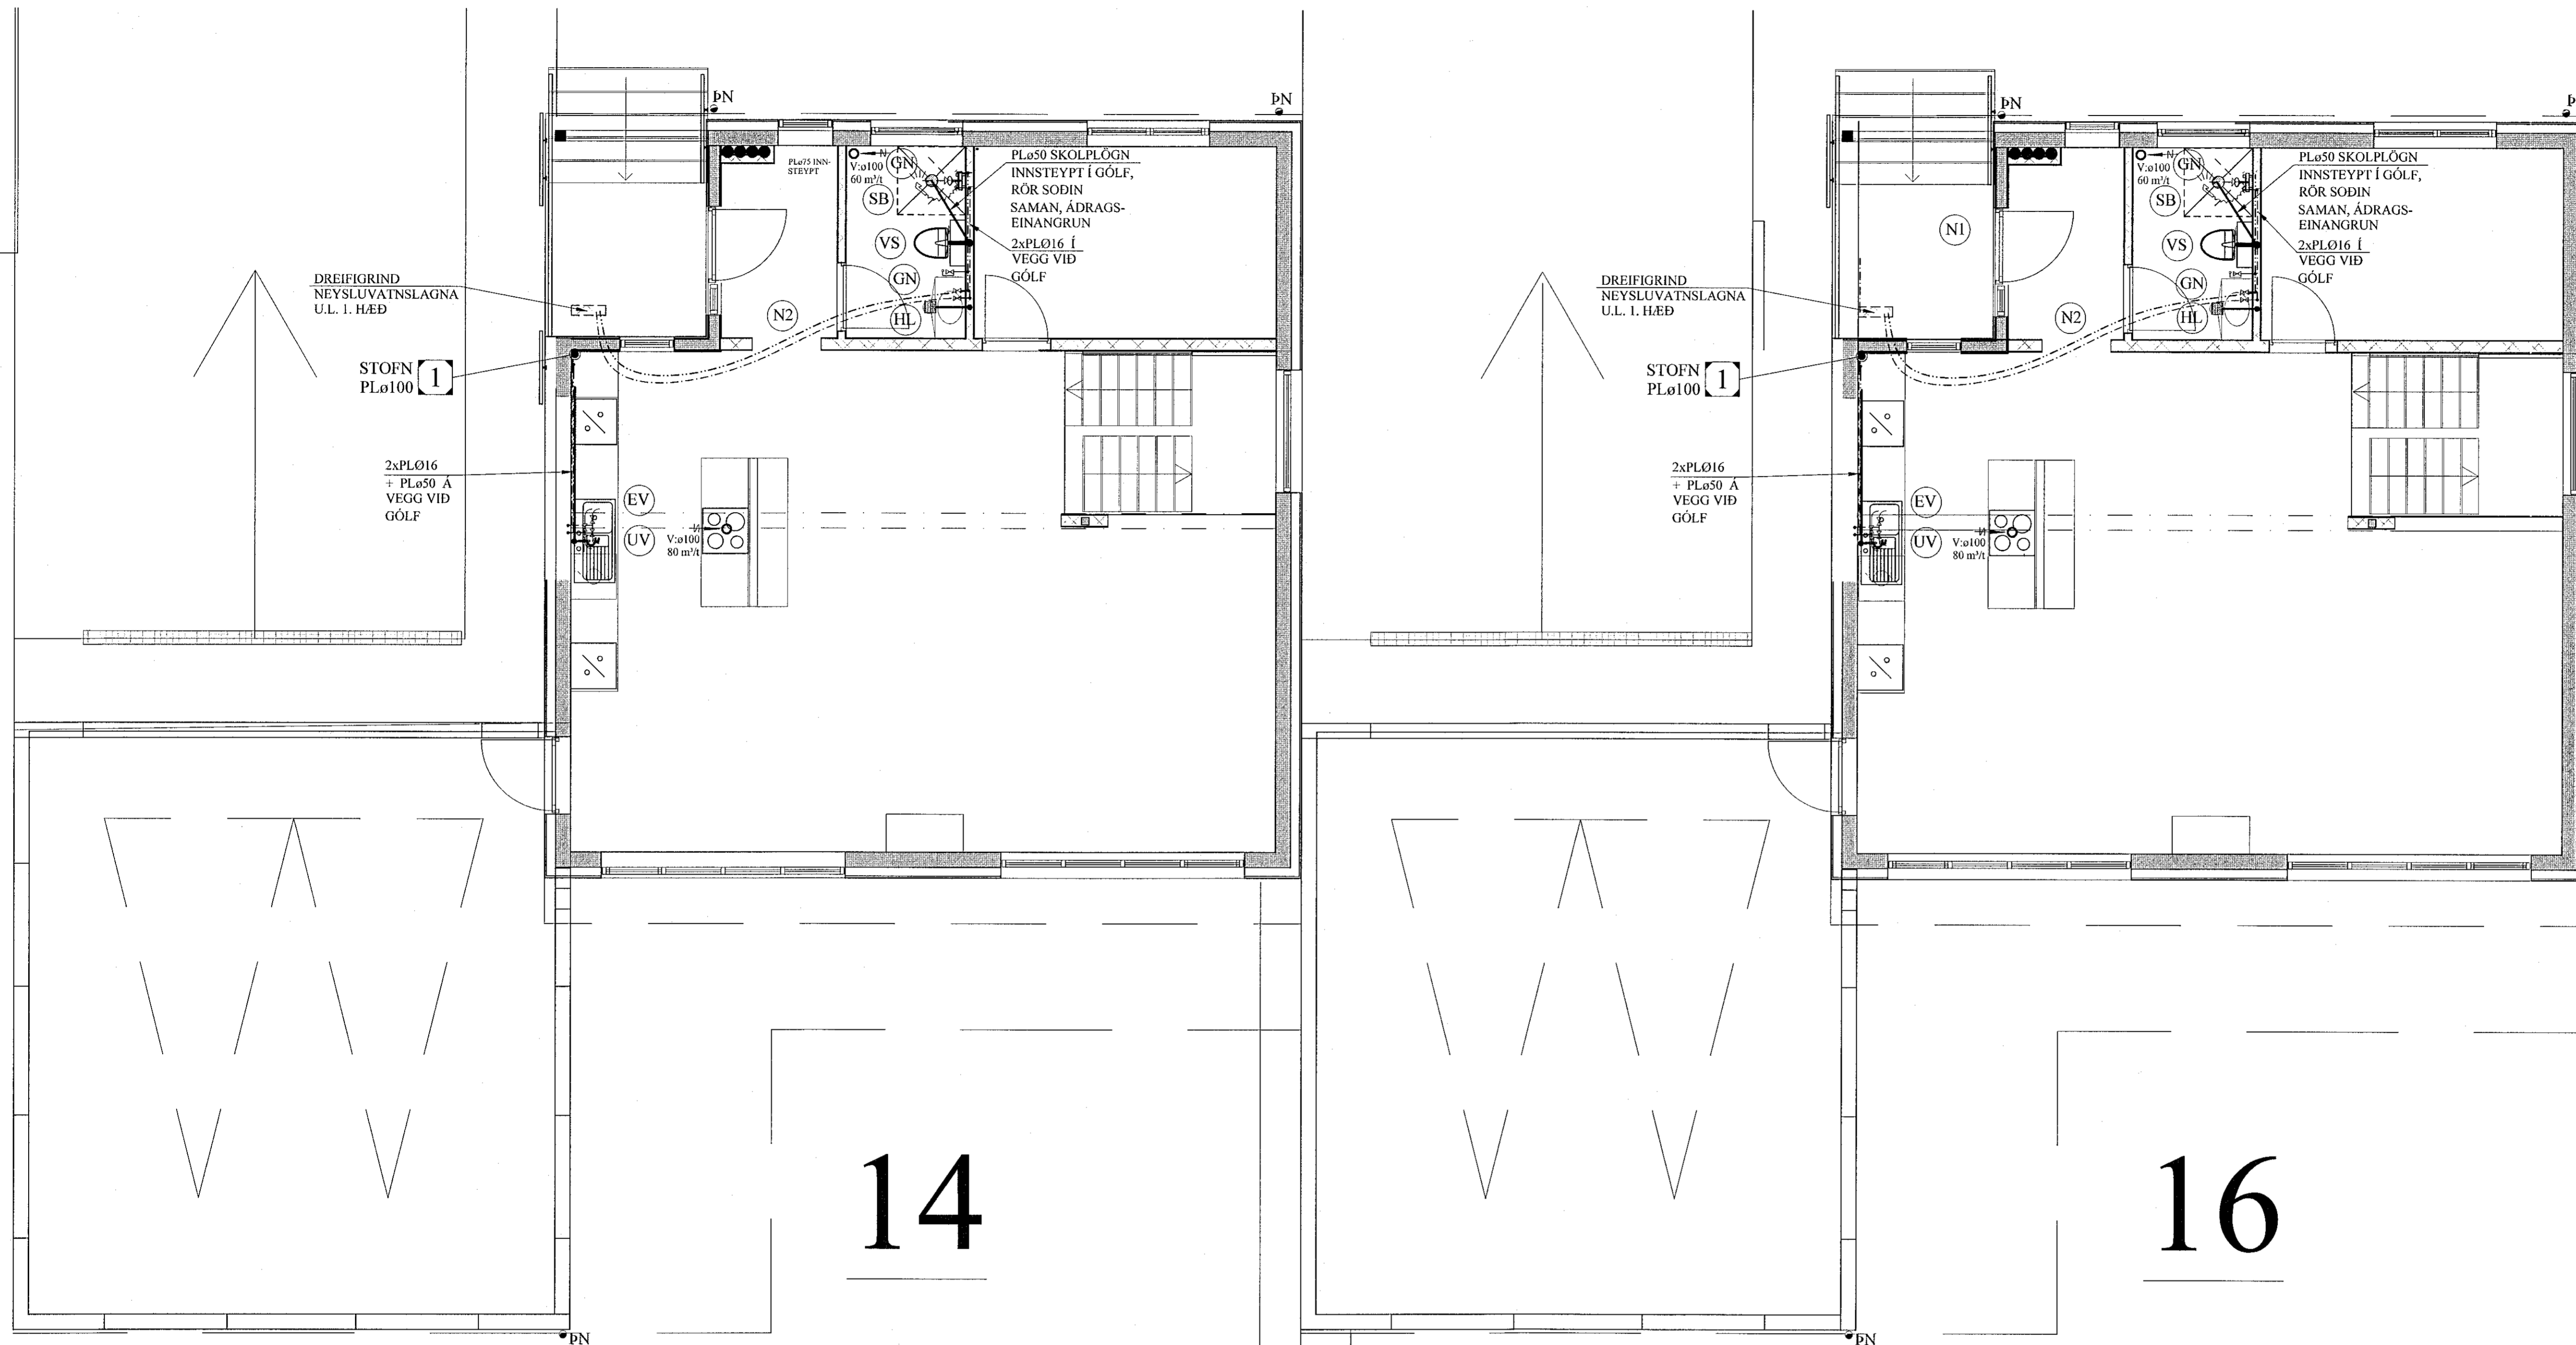 ÞN
ÞN
PLø75 INN-
STEYPT
N
V:ø100
60 m³/t
GN
SB
VS
GN
HL
N2
PLø50 SKOLPLÖGN
INNSTEYPT Í GÓLF,
RÖR SOÐIN
SAMAN, ÁDRAGS-
EINANGRUN
2xPLØ16 Í
VEGG VIÐ
GÓLF
DREIFIGRIND
NEYSLUVATNSLAGNA
U.L. 1. HÆÐ
STOFN
PLø100
1
2xPLØ16
+ PLø50 Á
VEGG VIÐ
GÓLF
EV
UV
V:ø100
80 m³/t
14
ÞN
ÞN
N1
N
V:ø100
60 m³/t
GN
SB
VS
GN
HL
N2
PLø50 SKOLPLÖGN
INNSTEYPT Í GÓLF,
RÖR SOÐIN
SAMAN, ÁDRAGS-
EINANGRUN
2xPLØ16 Í
VEGG VIÐ
GÓLF
DREIFIGRIND
NEYSLUVATNSLAGNA
U.L. 1. HÆÐ
STOFN
PLø100
1
2xPLØ16
+ PLø50 Á
VEGG VIÐ
GÓLF
EV
UV
V:ø100
80 m³/t
16
ÞN